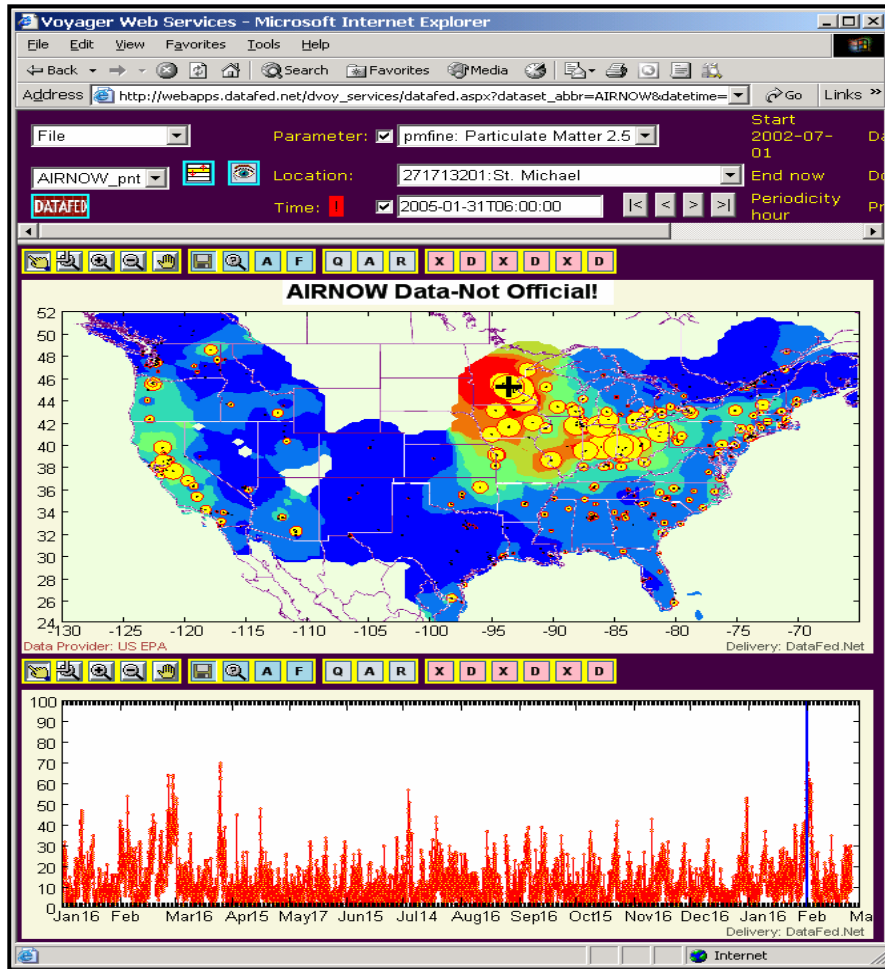 Voyager Web Services - Microsoft Internet Explorer
File Edit View Favorites Tools Help
Back Search Favorites Media
Address http://webapps.datafed.net/dvoy_services/datafed.aspx?dataset_abbr=AIRNOW&datetime= Go Links »
File Parameter: pmfine: Particulate Matter 2.5 Start 2002-07-01 Da
AIRNOW_pnt Location: 271713201:St. Michael End now Do
DATAFED Time: I 2005-01-31T06:00:00 |< < > >| Periodicity hour Pr
A F Q A R X D X D X D
AIRNOW Data-Not Official!
52
50
48
46
44
42
40
38
36
34
32
30
28
26
24
-130 -125 -120 -115 -110 -105 -100 -95 -90 -85 -80 -75 -70
Data Provider: US EPA Delivery: DataFed.Net
A F Q A R X D X D X D
100
90
80
70
60
50
40
30
20
10
0
Jan16 Feb Mar16 Apr15 May17 Jun15 Jul14 Aug16 Sep16 Oct15 Nov16 Dec16 Jan16 Feb Ma
Delivery: DataFed.Net
Internet